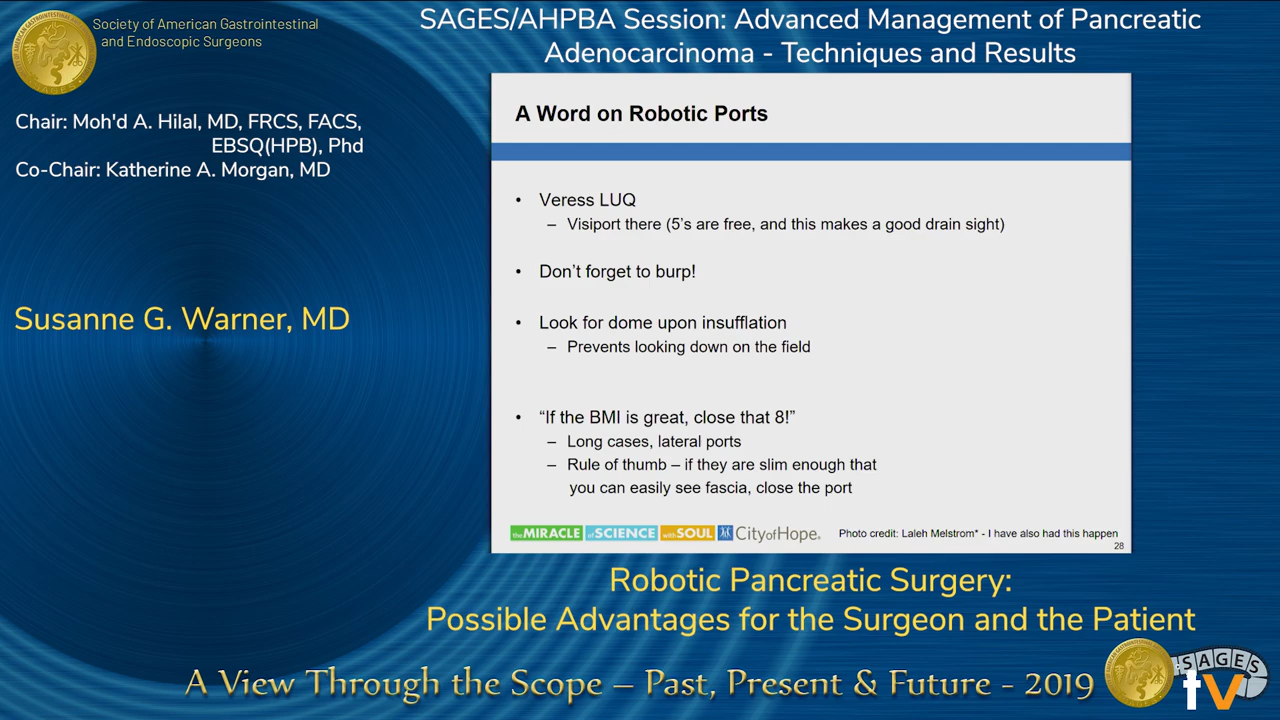 Society of American Gastrointestinal
and Endoscopic Surgeons
SAGES/AHPBA Session: Advanced Management of Pancreatic
Adenocarcinoma - Techniques and Results
Chair: Moh'd A. Hilal, MD, FRCS, FACS,
EBSQ(HPB), Phd
Co-Chair: Katherine A. Morgan, MD
Susanne G. Warner, MD
A Word on Robotic Ports
• Veress LUQ
– Visiport there (5’s are free, and this makes a good drain sight)
• Don’t forget to burp!
• Look for dome upon insufflation
– Prevents looking down on the field
• “If the BMI is great, close that 8!”
– Long cases, lateral ports
– Rule of thumb – if they are slim enough that
you can easily see fascia, close the port
the MIRACLE of SCIENCE with SOUL CityofHope.
Photo credit: Laleh Melstrom* - I have also had this happen
28
Robotic Pancreatic Surgery:
Possible Advantages for the Surgeon and the Patient
A View Through the Scope – Past, Present & Future - 2019
SAGES
tv